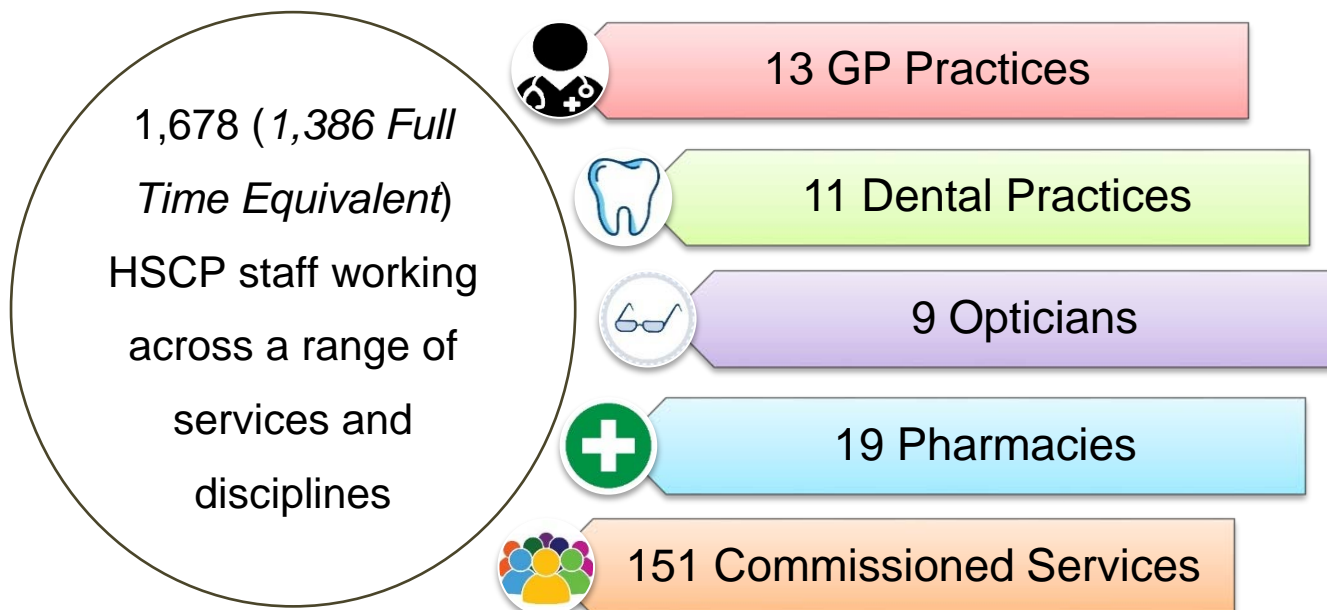 1,678 (1,386 Full
Time Equivalent)
HSCP staff working
across a range of
services and
disciplines
13 GP Practices
11 Dental Practices
9 Opticians
19 Pharmacies
151 Commissioned Services